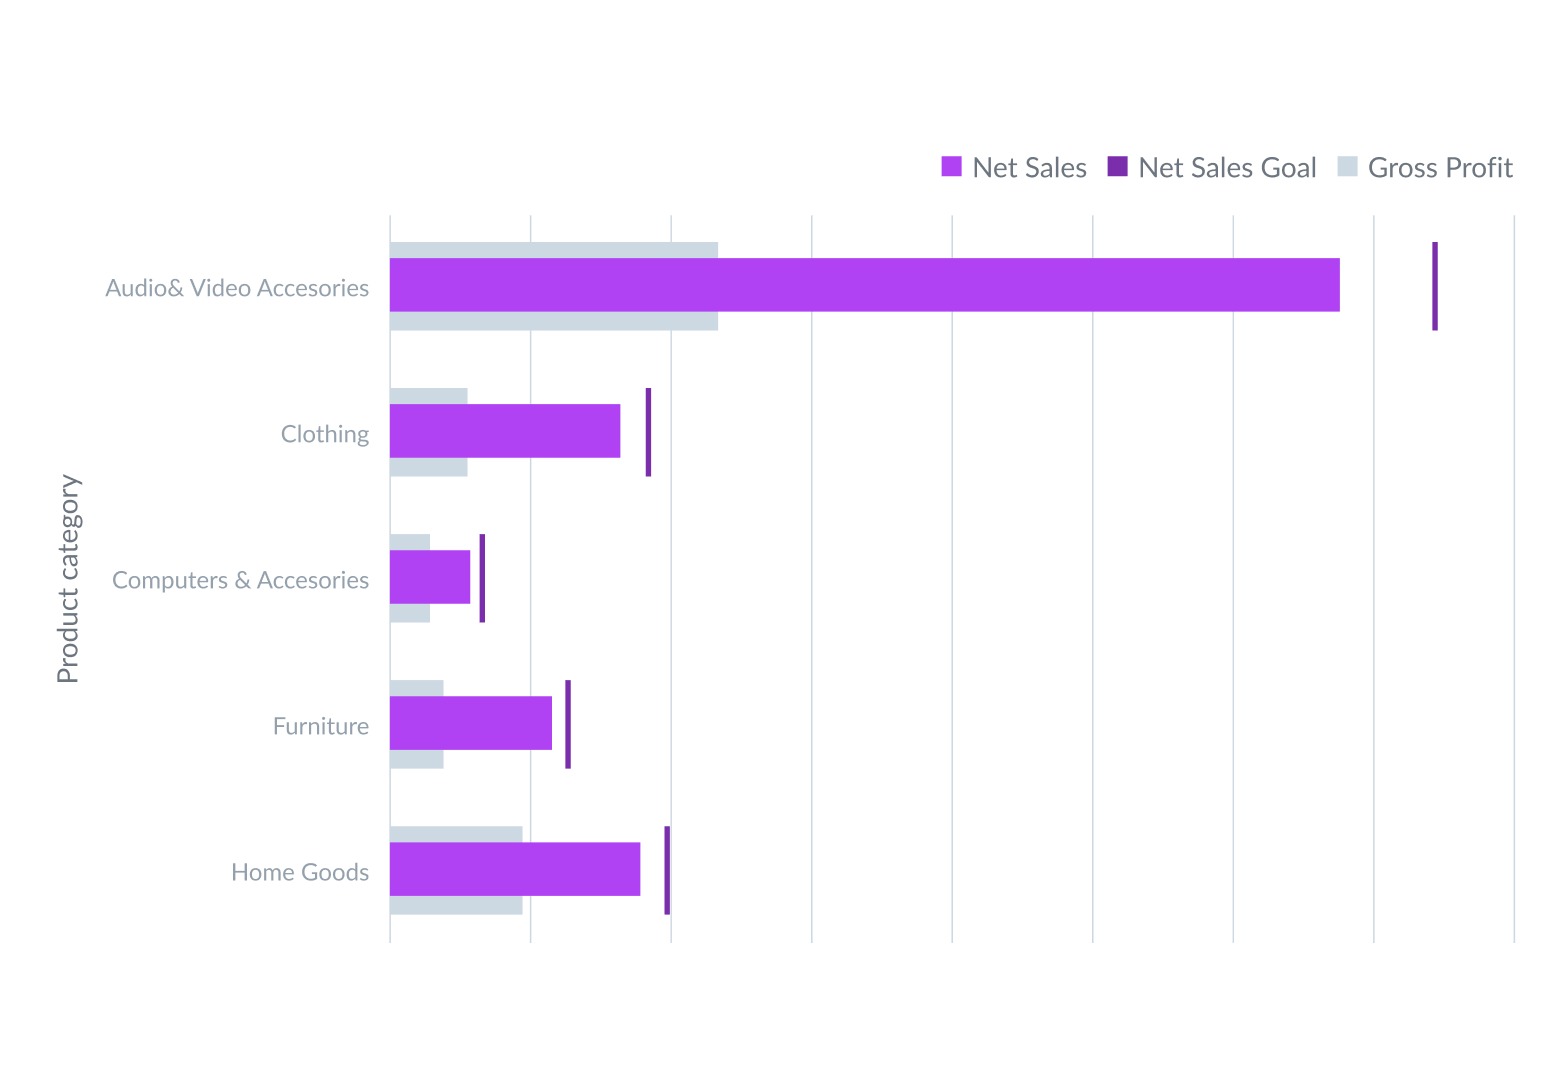 Net Sales Net Sales Goal Gross Profit
Product category
Audio& Video Accesories
Clothing
Computers & Accesories
Furniture
Home Goods